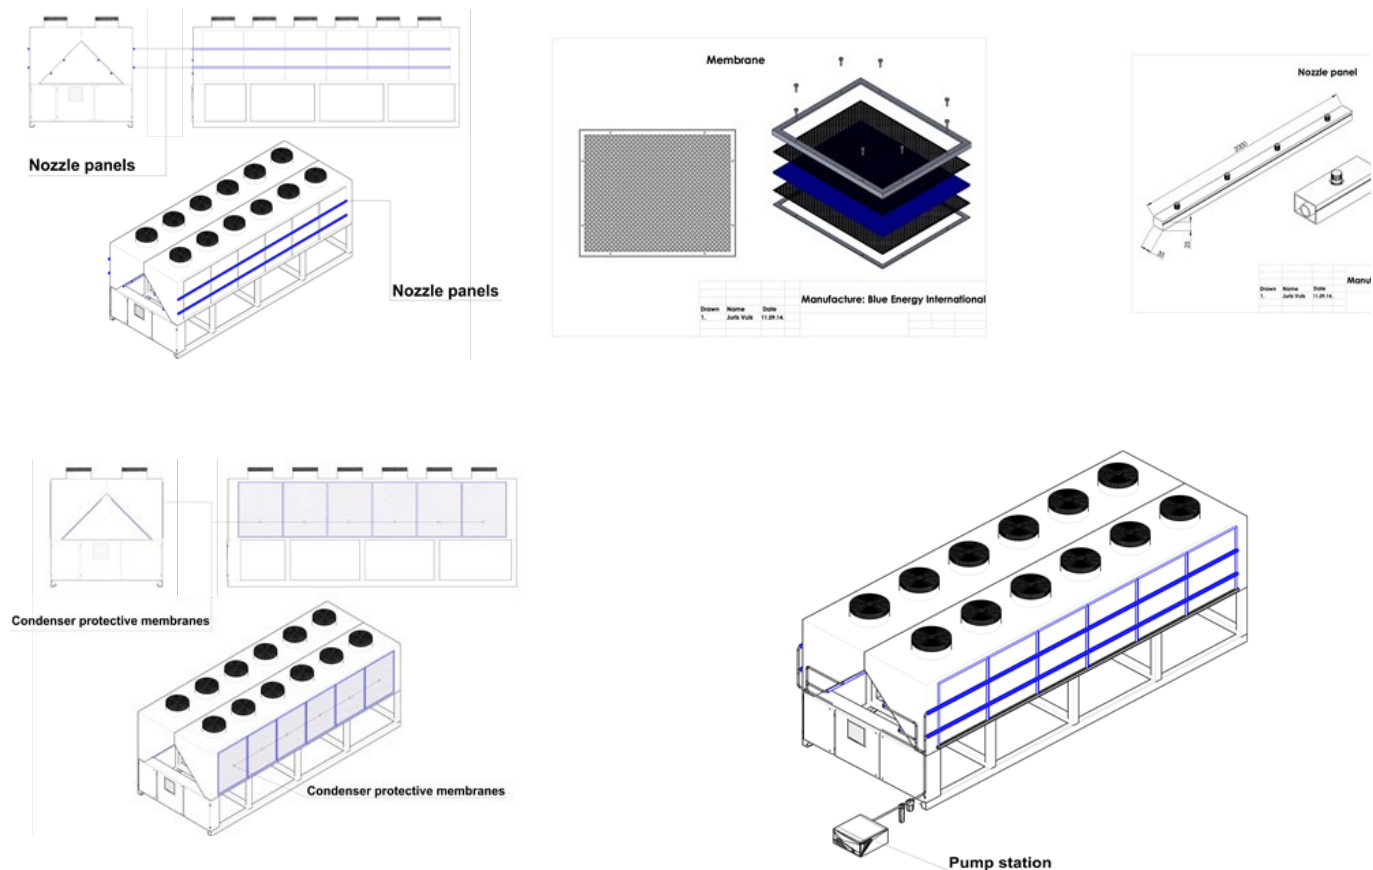 Nozzle panels
Nozzle panels
Membrane
Manufacture: Blue Energy International
Drawn Name Date
1. Juris Vuls 11.09.14.
Nozzle panel
2000
35
25
Manuf
Drawn Name Date
1. Juris Vuls 11.09.14.
Condenser protective membranes
Condenser protective membranes
Pump station